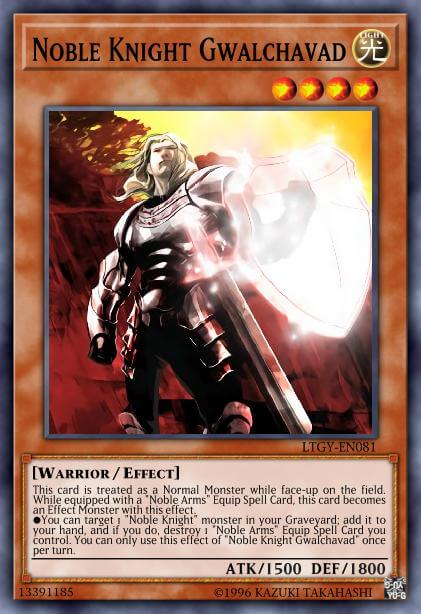 NOBLE KNIGHT GWALCHAVAD
LIGHT
光
LTGY-EN081
[WARRIOR / EFFECT]
This card is treated as a Normal Monster while face-up on the field.
While equipped with a "Noble Arms" Equip Spell Card, this card becomes
an Effect Monster with this effect.
●You can target 1 "Noble Knight" monster in your Graveyard; add it to
your hand, and if you do, destroy 1 "Noble Arms" Equip Spell Card you
control. You can only use this effect of "Noble Knight Gwalchavad" once
per turn.
ATK/1500 DEF/1800
13391185
©1996 KAZUKI TAKAHASHI